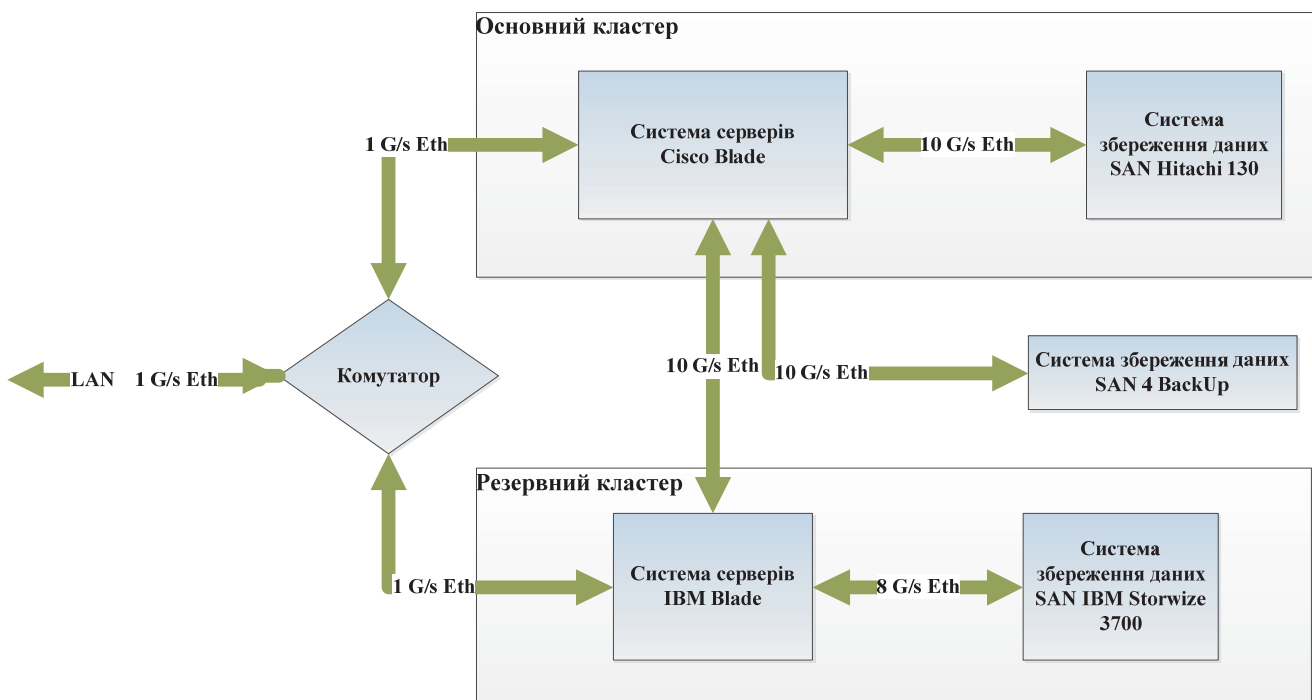 Основний кластер
Система серверів
Cisco Blade
1 G/s Eth
10 G/s Eth
Система
збереження даних
SAN Hitachi 130
Комутатор
LAN 1 G/s Eth
10 G/s Eth
10 G/s Eth
Система збереження даних
SAN 4 BackUp
Резервний кластер
1 G/s Eth
Система серверів
IBM Blade
8 G/s Eth
Система
збереження даних
SAN IBM Storwize
3700